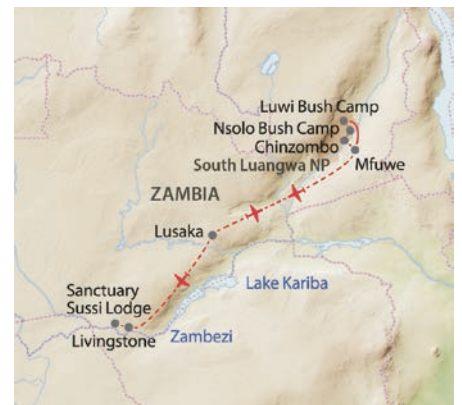 Luwi Bush Camp
Nsolo Bush Camp
Chinzombo
South Luangwa NP
Mfuwe
ZAMBIA
Lusaka
Lake Kariba
Sanctuary
Sussi Lodge
Livingstone
Zambezi